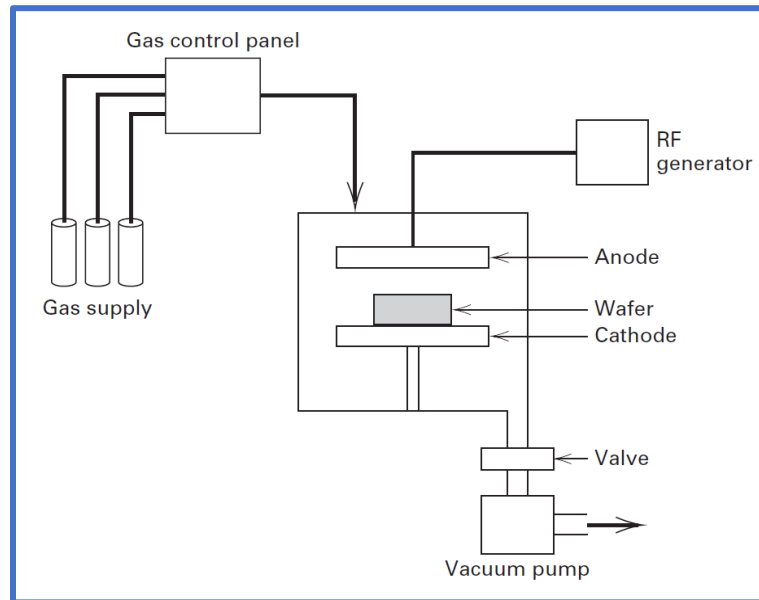 Gas control panel
RF
generator
Anode
Wafer
Gas supply
Cathode
Valve
Vacuum pump